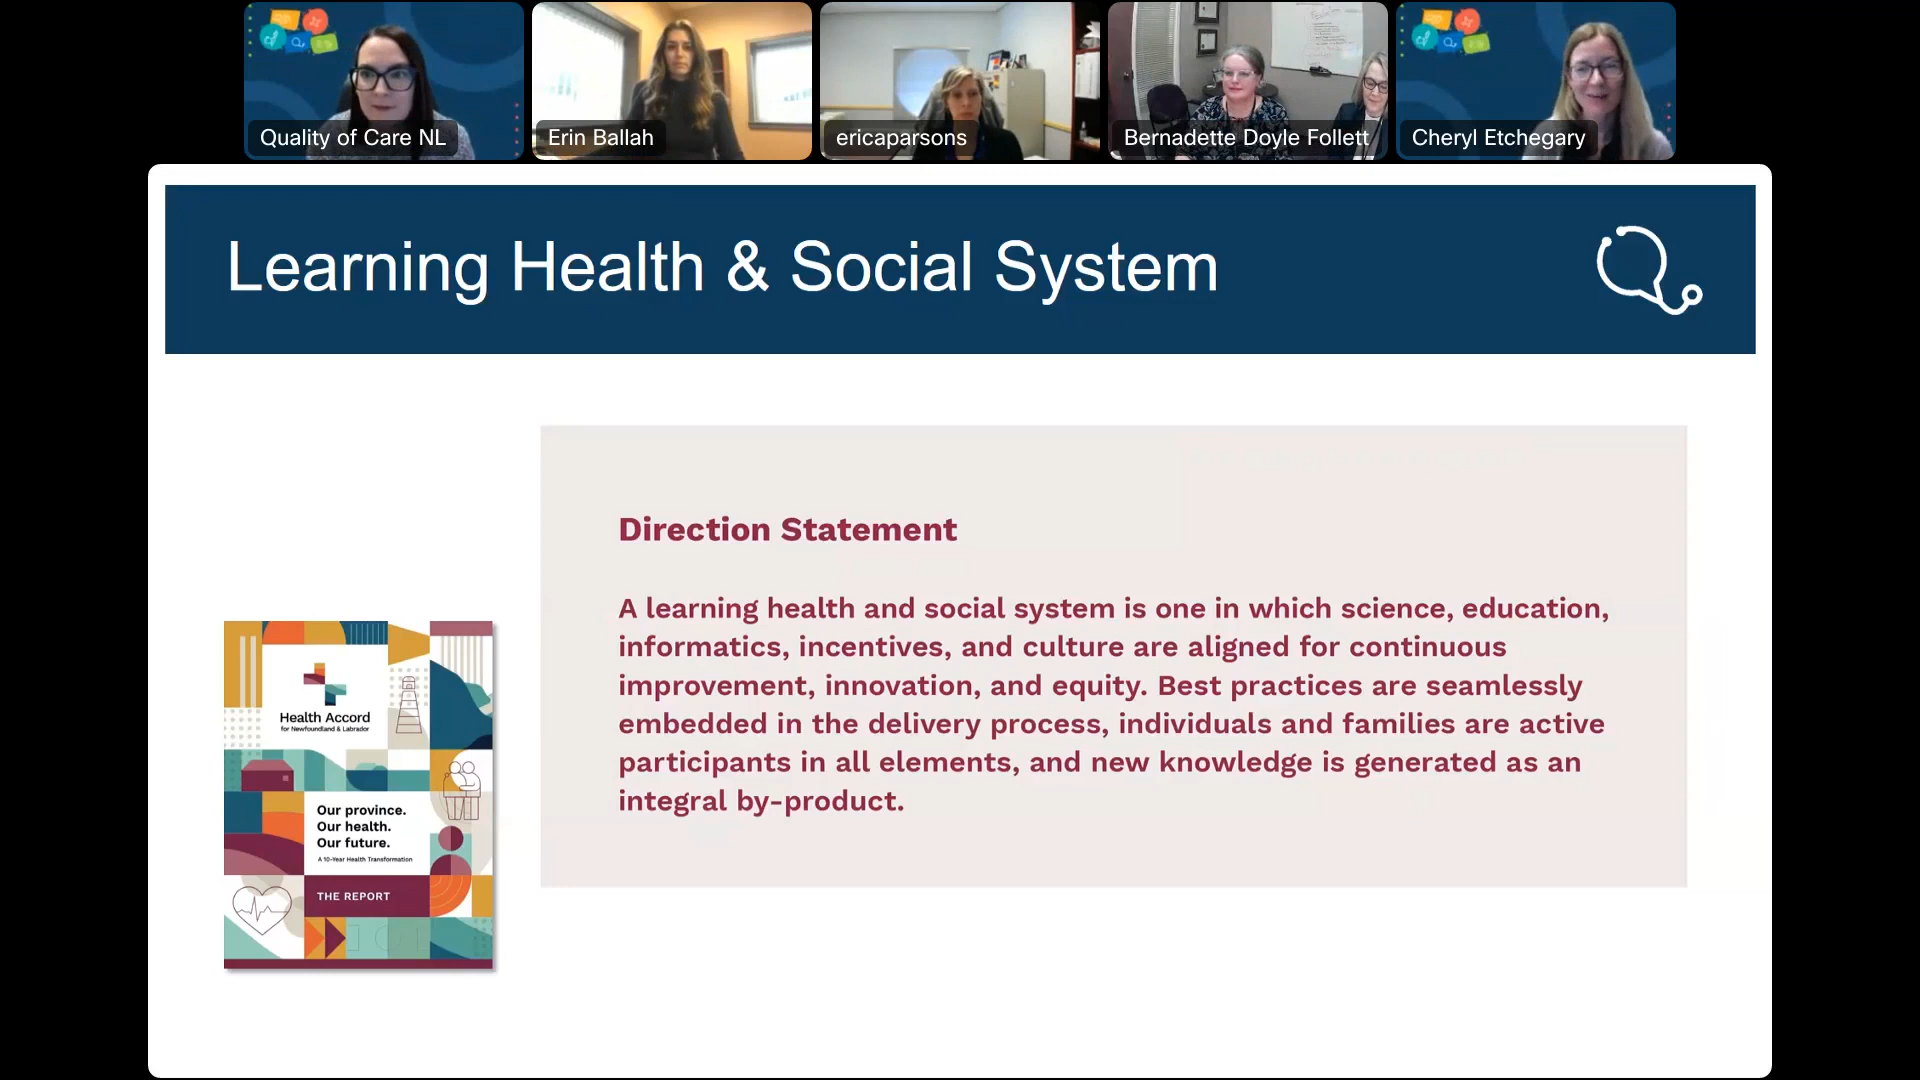 Quality of Care NL
Erin Ballah
ericaparsons
Bernadette Doyle Follett
Cheryl Etchegary
Learning Health & Social System
Direction Statement
A learning health and social system is one in which science, education,
informatics, incentives, and culture are aligned for continuous
improvement, innovation, and equity. Best practices are seamlessly
embedded in the delivery process, individuals and families are active
participants in all elements, and new knowledge is generated as an
integral by-product.
Health Accord
for Newfoundland & Labrador
Our province.
Our health.
Our future.
A 10-Year Health Transformation
THE REPORT